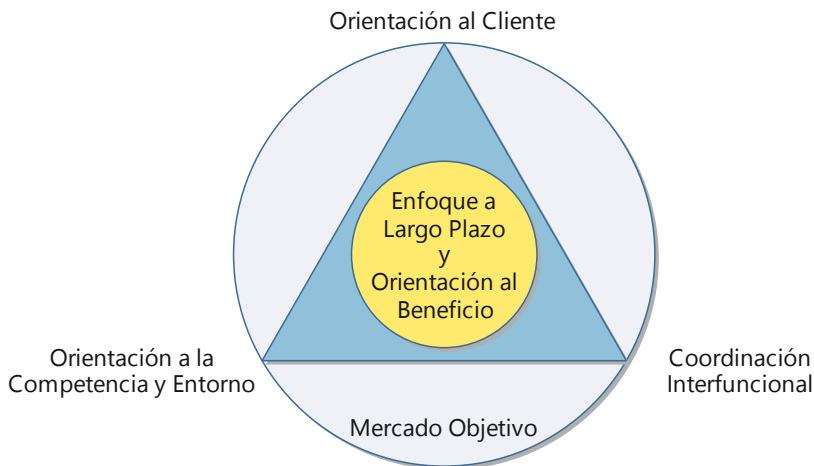 Orientación al Cliente
Enfoque a
Largo Plazo
y
Orientación al
Beneficio
Orientación a la
Competencia y Entorno
Coordinación
Interfuncional
Mercado Objetivo